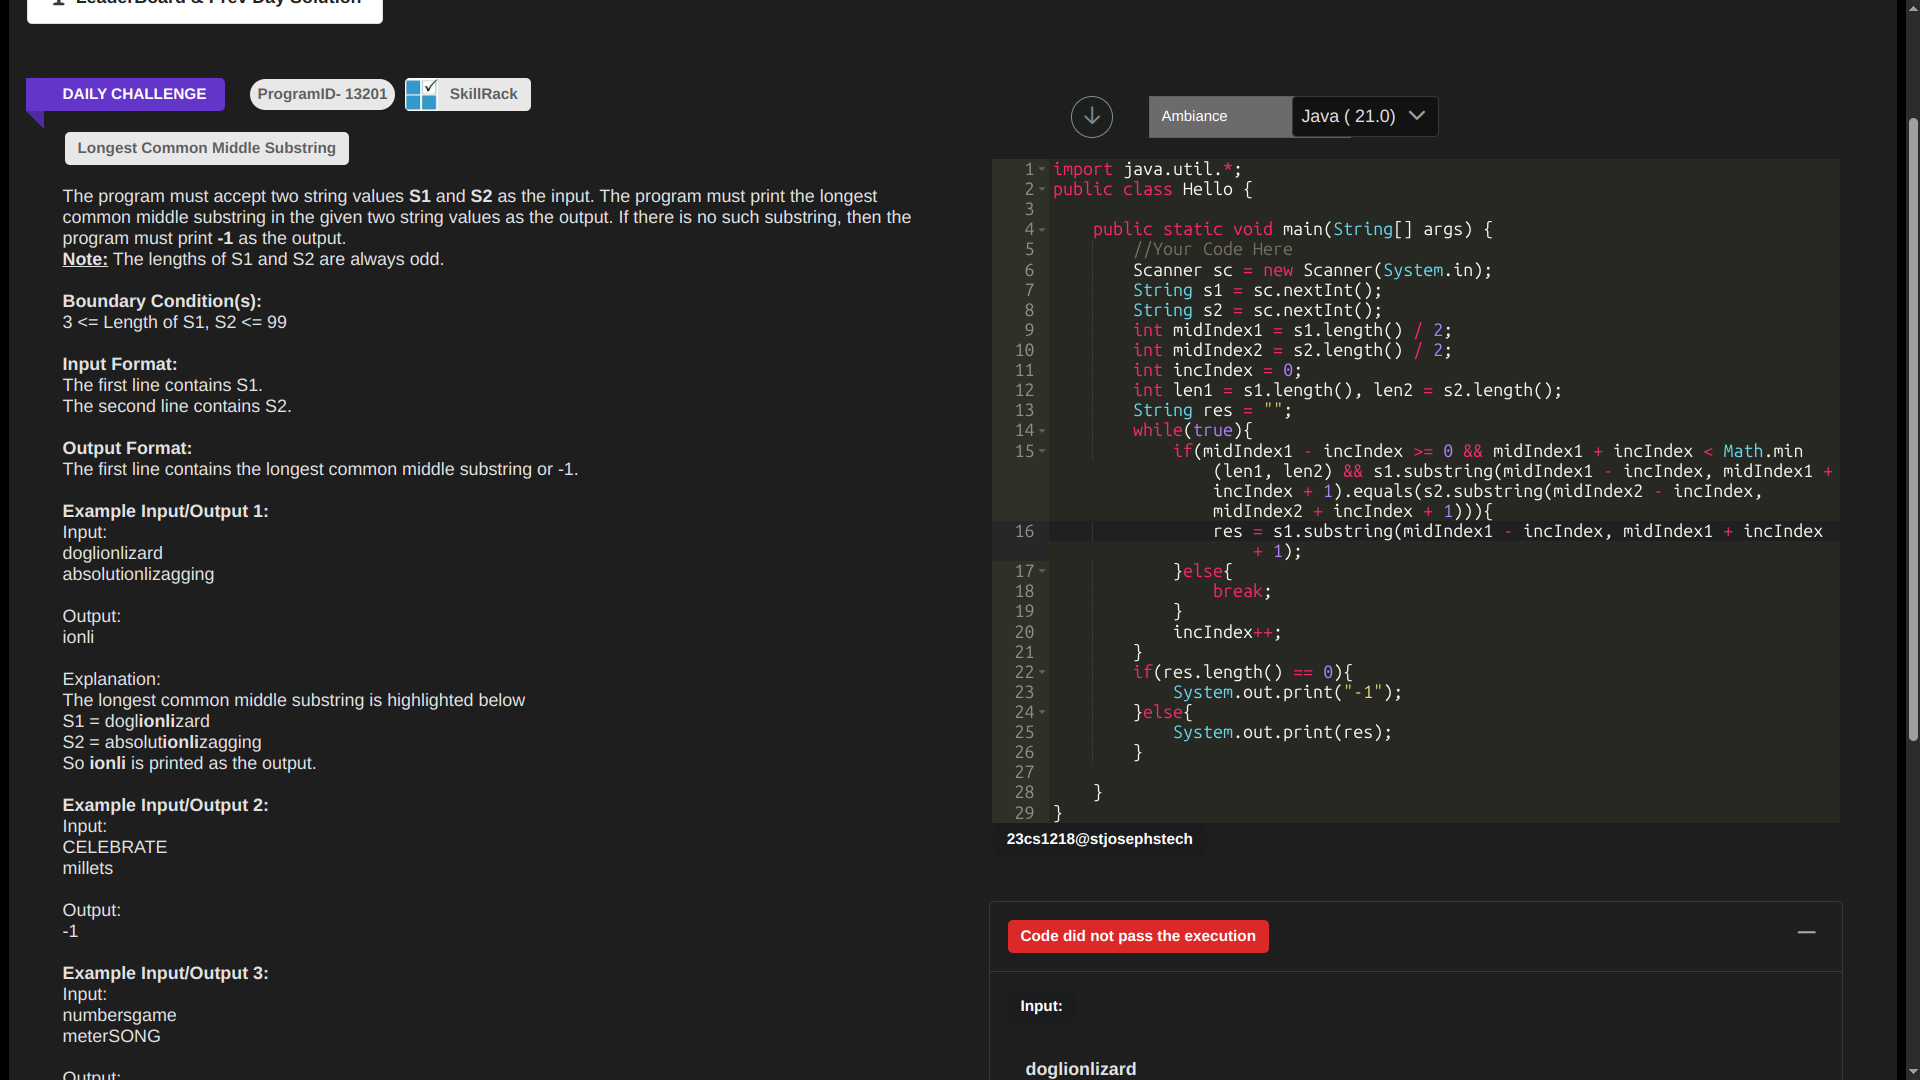 LeaderBoard & Prev Day Solution
DAILY CHALLENGE
ProgramID- 13201
SkillRack
Longest Common Middle Substring
The program must accept two string values S1 and S2 as the input. The program must print the longest
common middle substring in the given two string values as the output. If there is no such substring, then the
program must print -1 as the output.
Note: The lengths of S1 and S2 are always odd.
Boundary Condition(s):
3 <= Length of S1, S2 <= 99
Input Format:
The first line contains S1.
The second line contains S2.
Output Format:
The first line contains the longest common middle substring or -1.
Example Input/Output 1:
Input:
doglionlizard
absolutionlizagging
Output:
ionli
Explanation:
The longest common middle substring is highlighted below
S1 = doglionlizard
S2 = absolutionlizagging
So ionli is printed as the output.
Example Input/Output 2:
Input:
CELEBRATE
millets
Output:
-1
Example Input/Output 3:
Input:
numbersgame
meterSONG
Output:
Ambiance
Java ( 21.0)
1 import java.util.*;
2 public class Hello {
3
4 public static void main(String[] args) {
5 //Your Code Here
6 Scanner sc = new Scanner(System.in);
7 String s1 = sc.nextInt();
8 String s2 = sc.nextInt();
9 int midIndex1 = s1.length() / 2;
10 int midIndex2 = s2.length() / 2;
11 int incIndex = 0;
12 int len1 = s1.length(), len2 = s2.length();
13 String res = "";
14 while(true){
15 if(midIndex1 - incIndex >= 0 && midIndex1 + incIndex < Math.min
(len1, len2) && s1.substring(midIndex1 - incIndex, midIndex1 +
incIndex + 1).equals(s2.substring(midIndex2 - incIndex,
midIndex2 + incIndex + 1))){
16 res = s1.substring(midIndex1 - incIndex, midIndex1 + incIndex
+ 1);
17 }else{
18 break;
19 }
20 incIndex++;
21 }
22 if(res.length() == 0){
23 System.out.print("-1");
24 }else{
25 System.out.print(res);
26 }
27
28 }
29 }
23cs1218@stjosephstech
Code did not pass the execution
Input:
doglionlizard